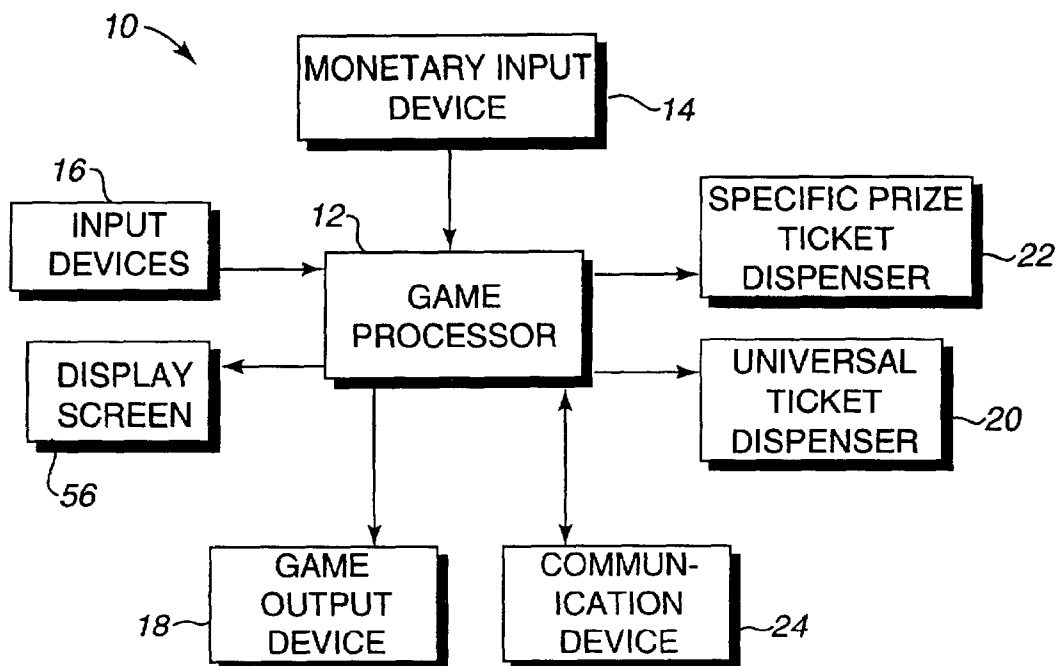 10
MONETARY INPUT
DEVICE
14
16
INPUT
DEVICES
12
GAME
PROCESSOR
SPECIFIC PRIZE
TICKET
DISPENSER
22
DISPLAY
SCREEN
56
UNIVERSAL
TICKET
DISPENSER
20
GAME
OUTPUT
DEVICE
18
COMMUN-
ICATION
DEVICE
24